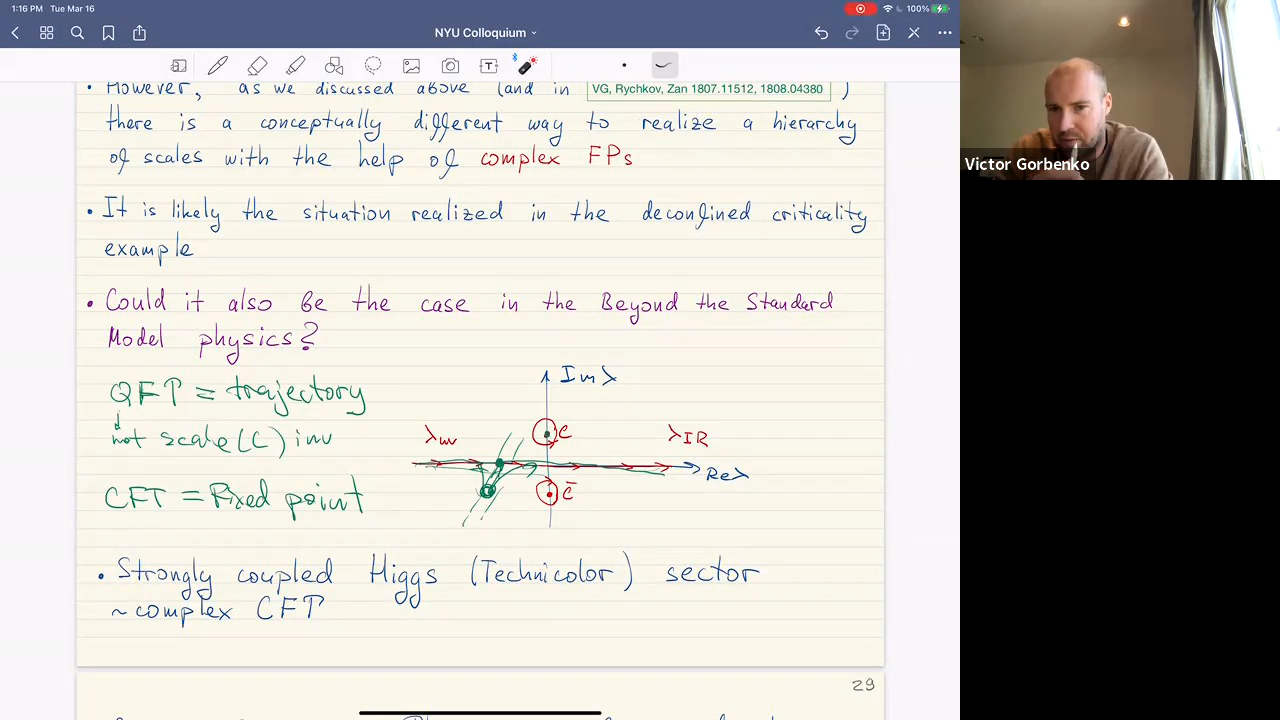 1:16 PM Tue Mar 16
100%
NYU Colloquium
T
• However, as we discussed above (and in VG, Rychkov, Zan 1807.11512, 1808.04380 )
there is a conceptually different way to realize a hierarchy
of scales with the help of complex FPs
• It is likely the situation realized in the deconfined criticality
example
• Could it also be the case in the Beyond the Standard
Model physics?
QFT = trajectory
not scale(C) inv
CFT = Fixed point
Im λ
C
λ IR
Re λ
C̄
• Strongly coupled Higgs (Technicolor) sector
~ complex CFT
29
Victor Gorbenko